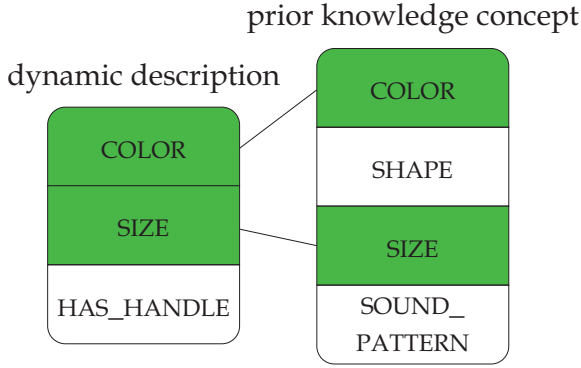 prior knowledge concept
dynamic description
COLOR
SIZE
HAS_HANDLE
COLOR
SHAPE
SIZE
SOUND_
PATTERN